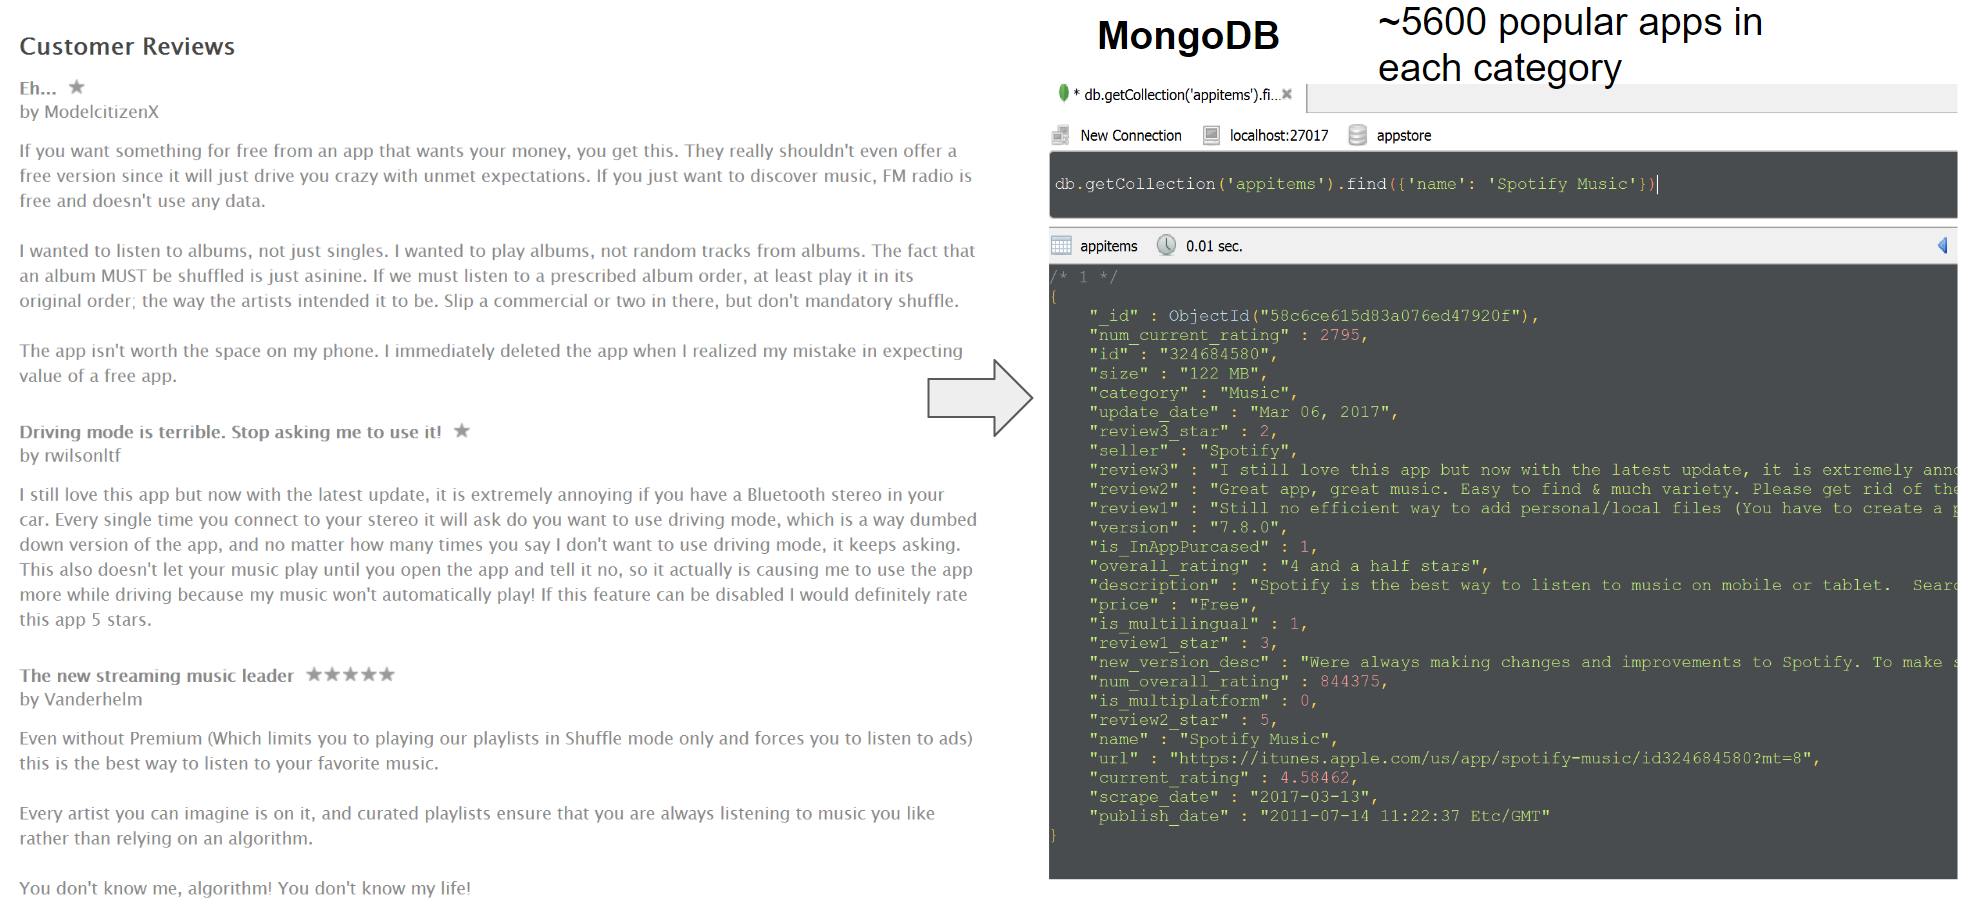 Customer Reviews
Eh...
by ModelcitizenX
If you want something for free from an app that wants your money, you get this. They really shouldn't even offer a
free version since it will just drive you crazy with unmet expectations. If you just want to discover music, FM radio is
free and doesn't use any data.
I wanted to listen to albums, not just singles. I wanted to play albums, not random tracks from albums. The fact that
an album MUST be shuffled is just asinine. If we must listen to a prescribed album order, at least play it in its
original order; the way the artists intended it to be. Slip a commercial or two in there, but don't mandatory shuffle.
The app isn't worth the space on my phone. I immediately deleted the app when I realized my mistake in expecting
value of a free app.
Driving mode is terrible. Stop asking me to use it!
by rwilsonltf
I still love this app but now with the latest update, it is extremely annoying if you have a Bluetooth stereo in your
car. Every single time you connect to your stereo it will ask do you want to use driving mode, which is a way dumbed
down version of the app, and no matter how many times you say I don't want to use driving mode, it keeps asking.
This also doesn't let your music play until you open the app and tell it no, so it actually is causing me to use the app
more while driving because my music won't automatically play! If this feature can be disabled I would definitely rate
this app 5 stars.
The new streaming music leader
by Vanderhelm
Even without Premium (Which limits you to playing our playlists in Shuffle mode only and forces you to listen to ads)
this is the best way to listen to your favorite music.
Every artist you can imagine is on it, and curated playlists ensure that you are always listening to music you like
rather than relying on an algorithm.
You don't know me, algorithm! You don't know my life!
MongoDB
~5600 popular apps in
each category
* db.getCollection('appitems').fi...
New Connection localhost:27017 appstore
db.getCollection('appitems').find({'name': 'Spotify Music'})
appitems 0.01 sec.
/* 1 */
{
"_id" : ObjectId("58c6ce615d83a076ed47920f"),
"num_current_rating" : 2795,
"id" : "324684580",
"size" : "122 MB",
"category" : "Music",
"update_date" : "Mar 06, 2017",
"review3_star" : 2,
"seller" : "Spotify",
"review3" : "I still love this app but now with the latest update, it is extremely anno
"review2" : "Great app, great music. Easy to find & much variety. Please get rid of the
"review1" : "Still no efficient way to add personal/local files (You have to create a p
"version" : "7.8.0",
"is_InAppPurcased" : 1,
"overall_rating" : "4 and a half stars",
"description" : "Spotify is the best way to listen to music on mobile or tablet.  Searc
"price" : "Free",
"is_multilingual" : 1,
"review1_star" : 3,
"new_version_desc" : "Were always making changes and improvements to Spotify. To make s
"num_overall_rating" : 844375,
"is_multiplatform" : 0,
"review2_star" : 5,
"name" : "Spotify Music",
"url" : "https://itunes.apple.com/us/app/spotify-music/id324684580?mt=8",
"current_rating" : 4.58462,
"scrape_date" : "2017-03-13",
"publish_date" : "2011-07-14 11:22:37 Etc/GMT"
}